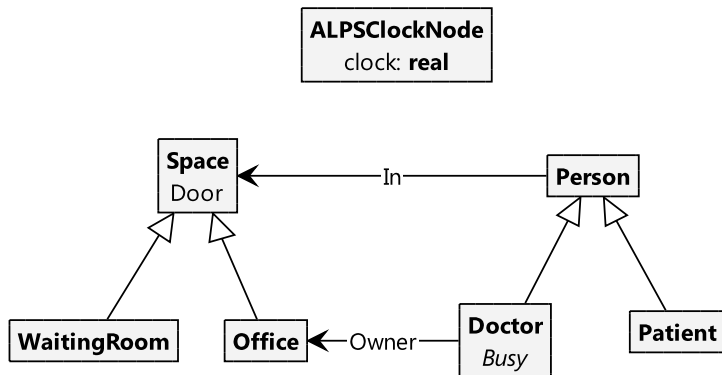 ALPSClockNode
clock: real
Space
Door
In
Person
WaitingRoom
Office
Owner
Doctor
Busy
Patient